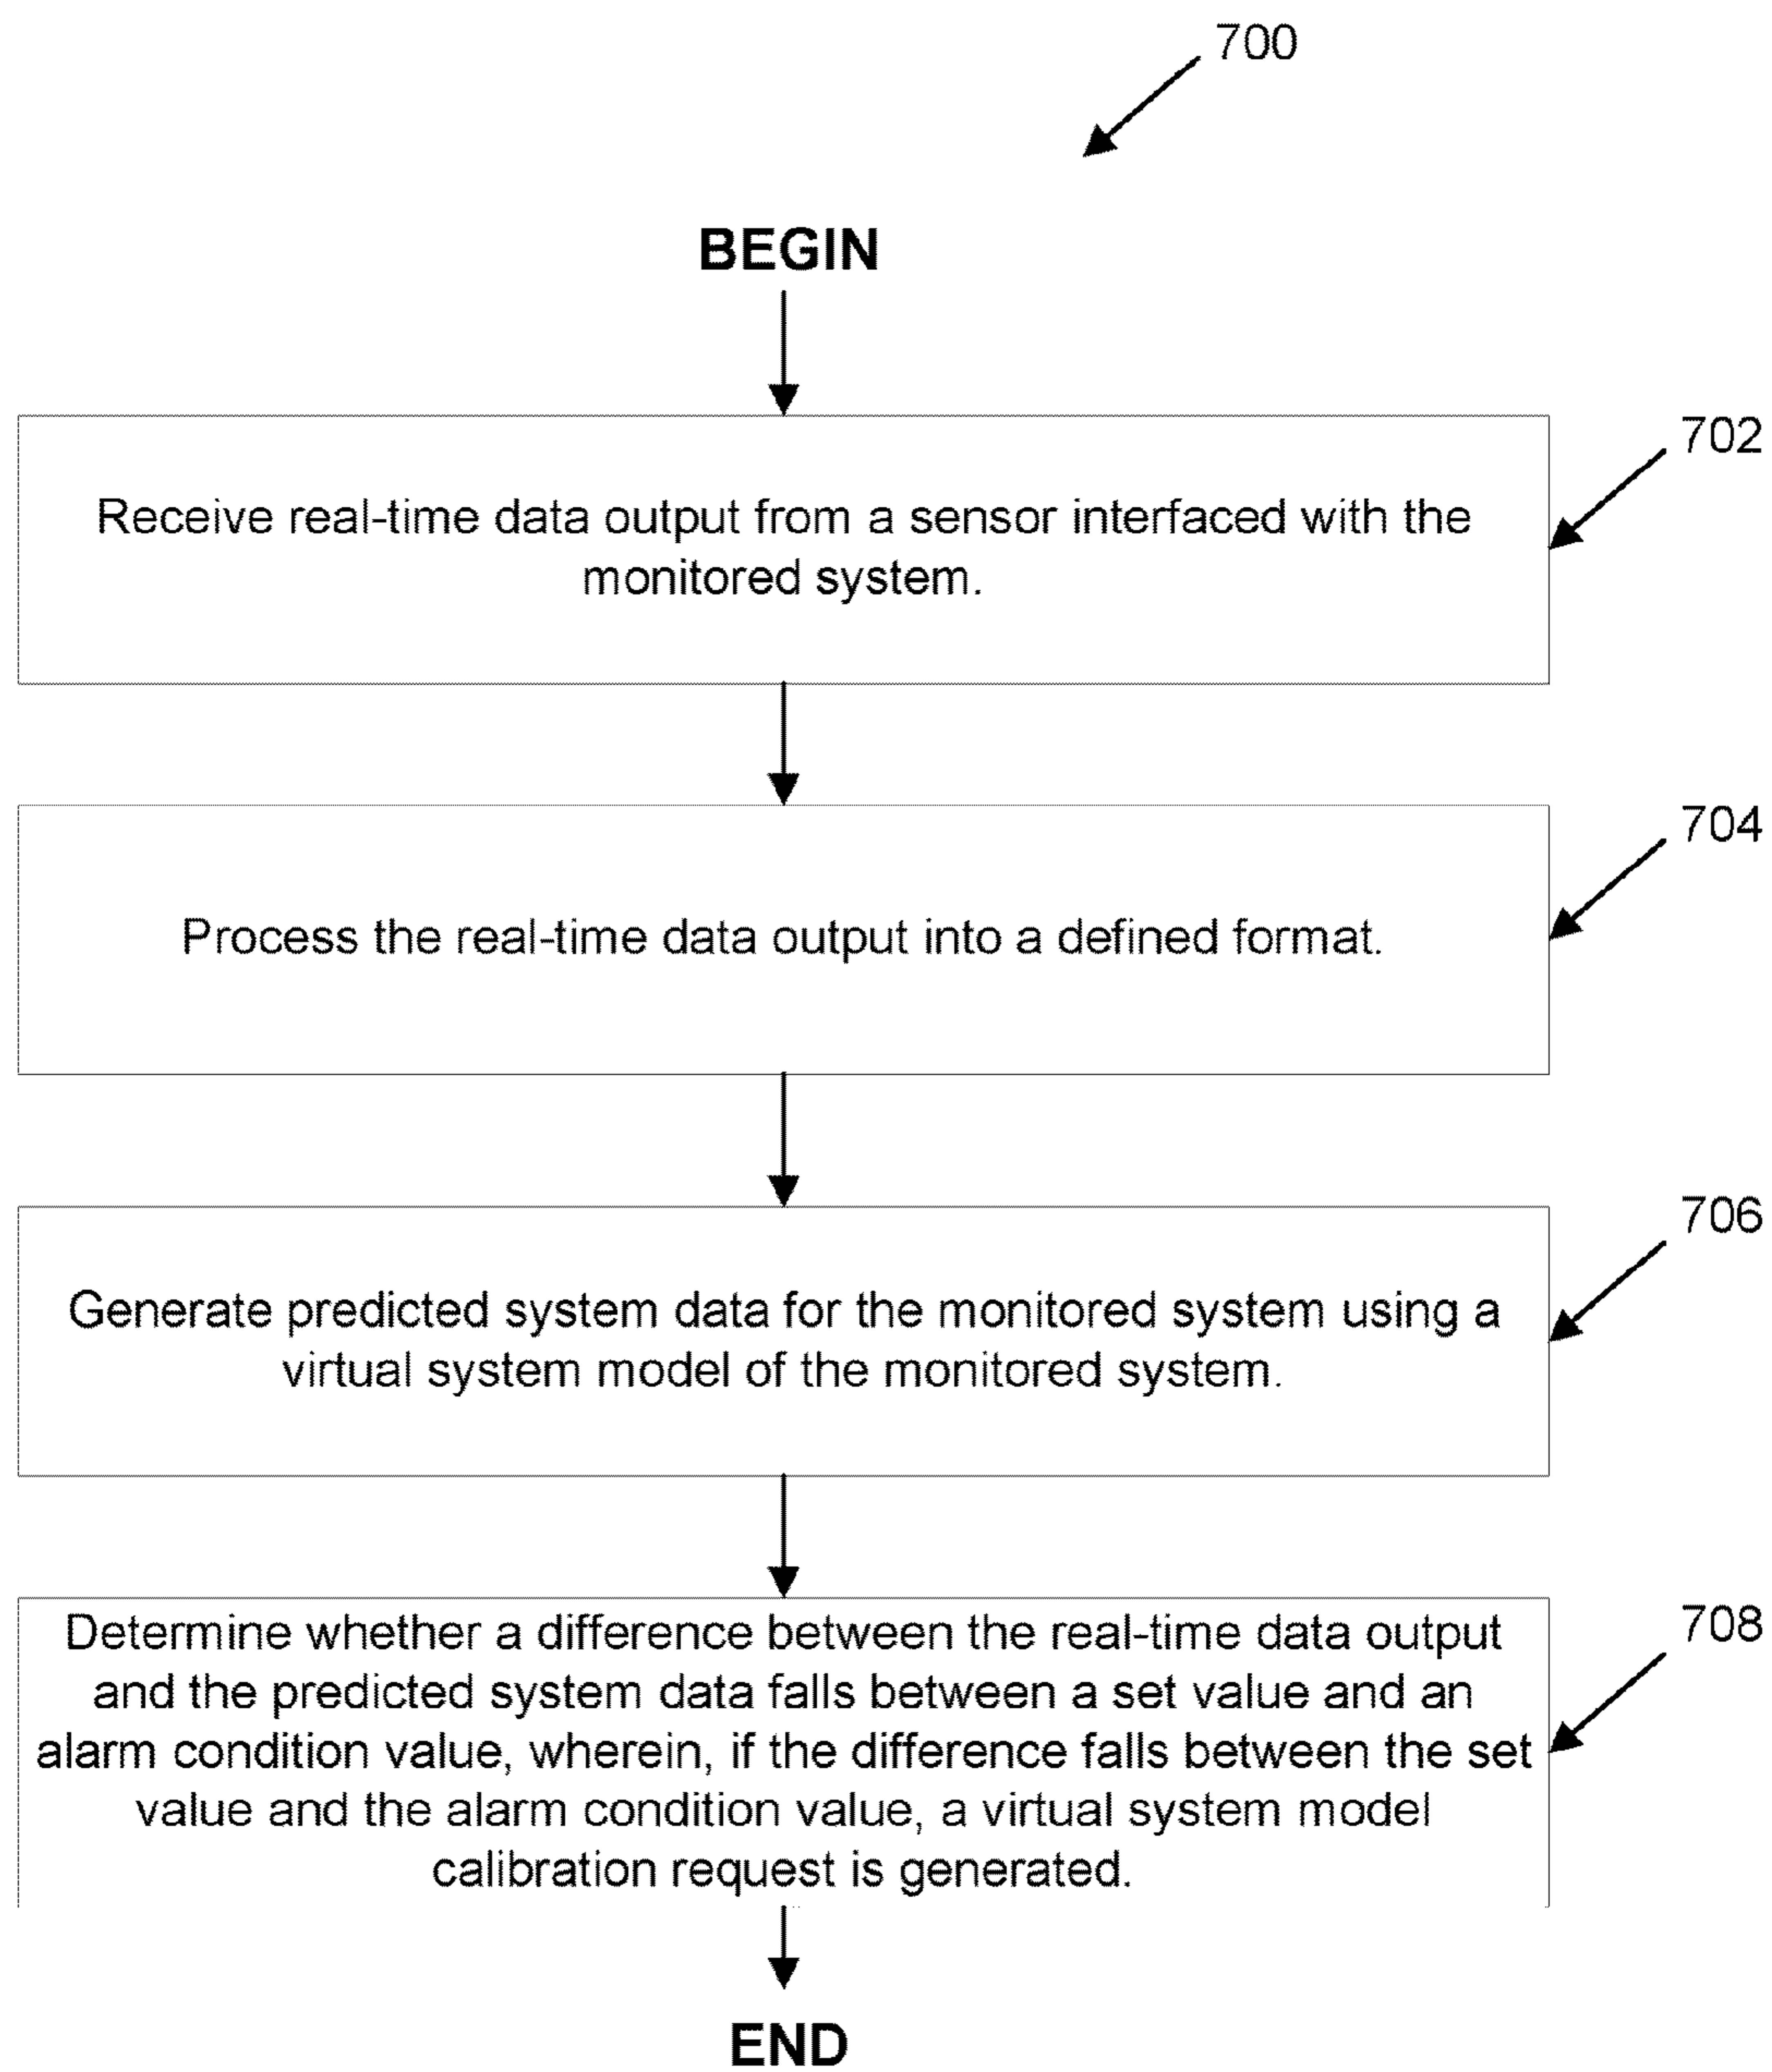 700
BEGIN
702
Receive real-time data output from a sensor interfaced with the
monitored system.
704
Process the real-time data output into a defined format.
706
Generate predicted system data for the monitored system using a
virtual system model of the monitored system.
708
Determine whether a difference between the real-time data output
and the predicted system data falls between a set value and an
alarm condition value, wherein, if the difference falls between the set
value and the alarm condition value, a virtual system model
calibration request is generated.
END